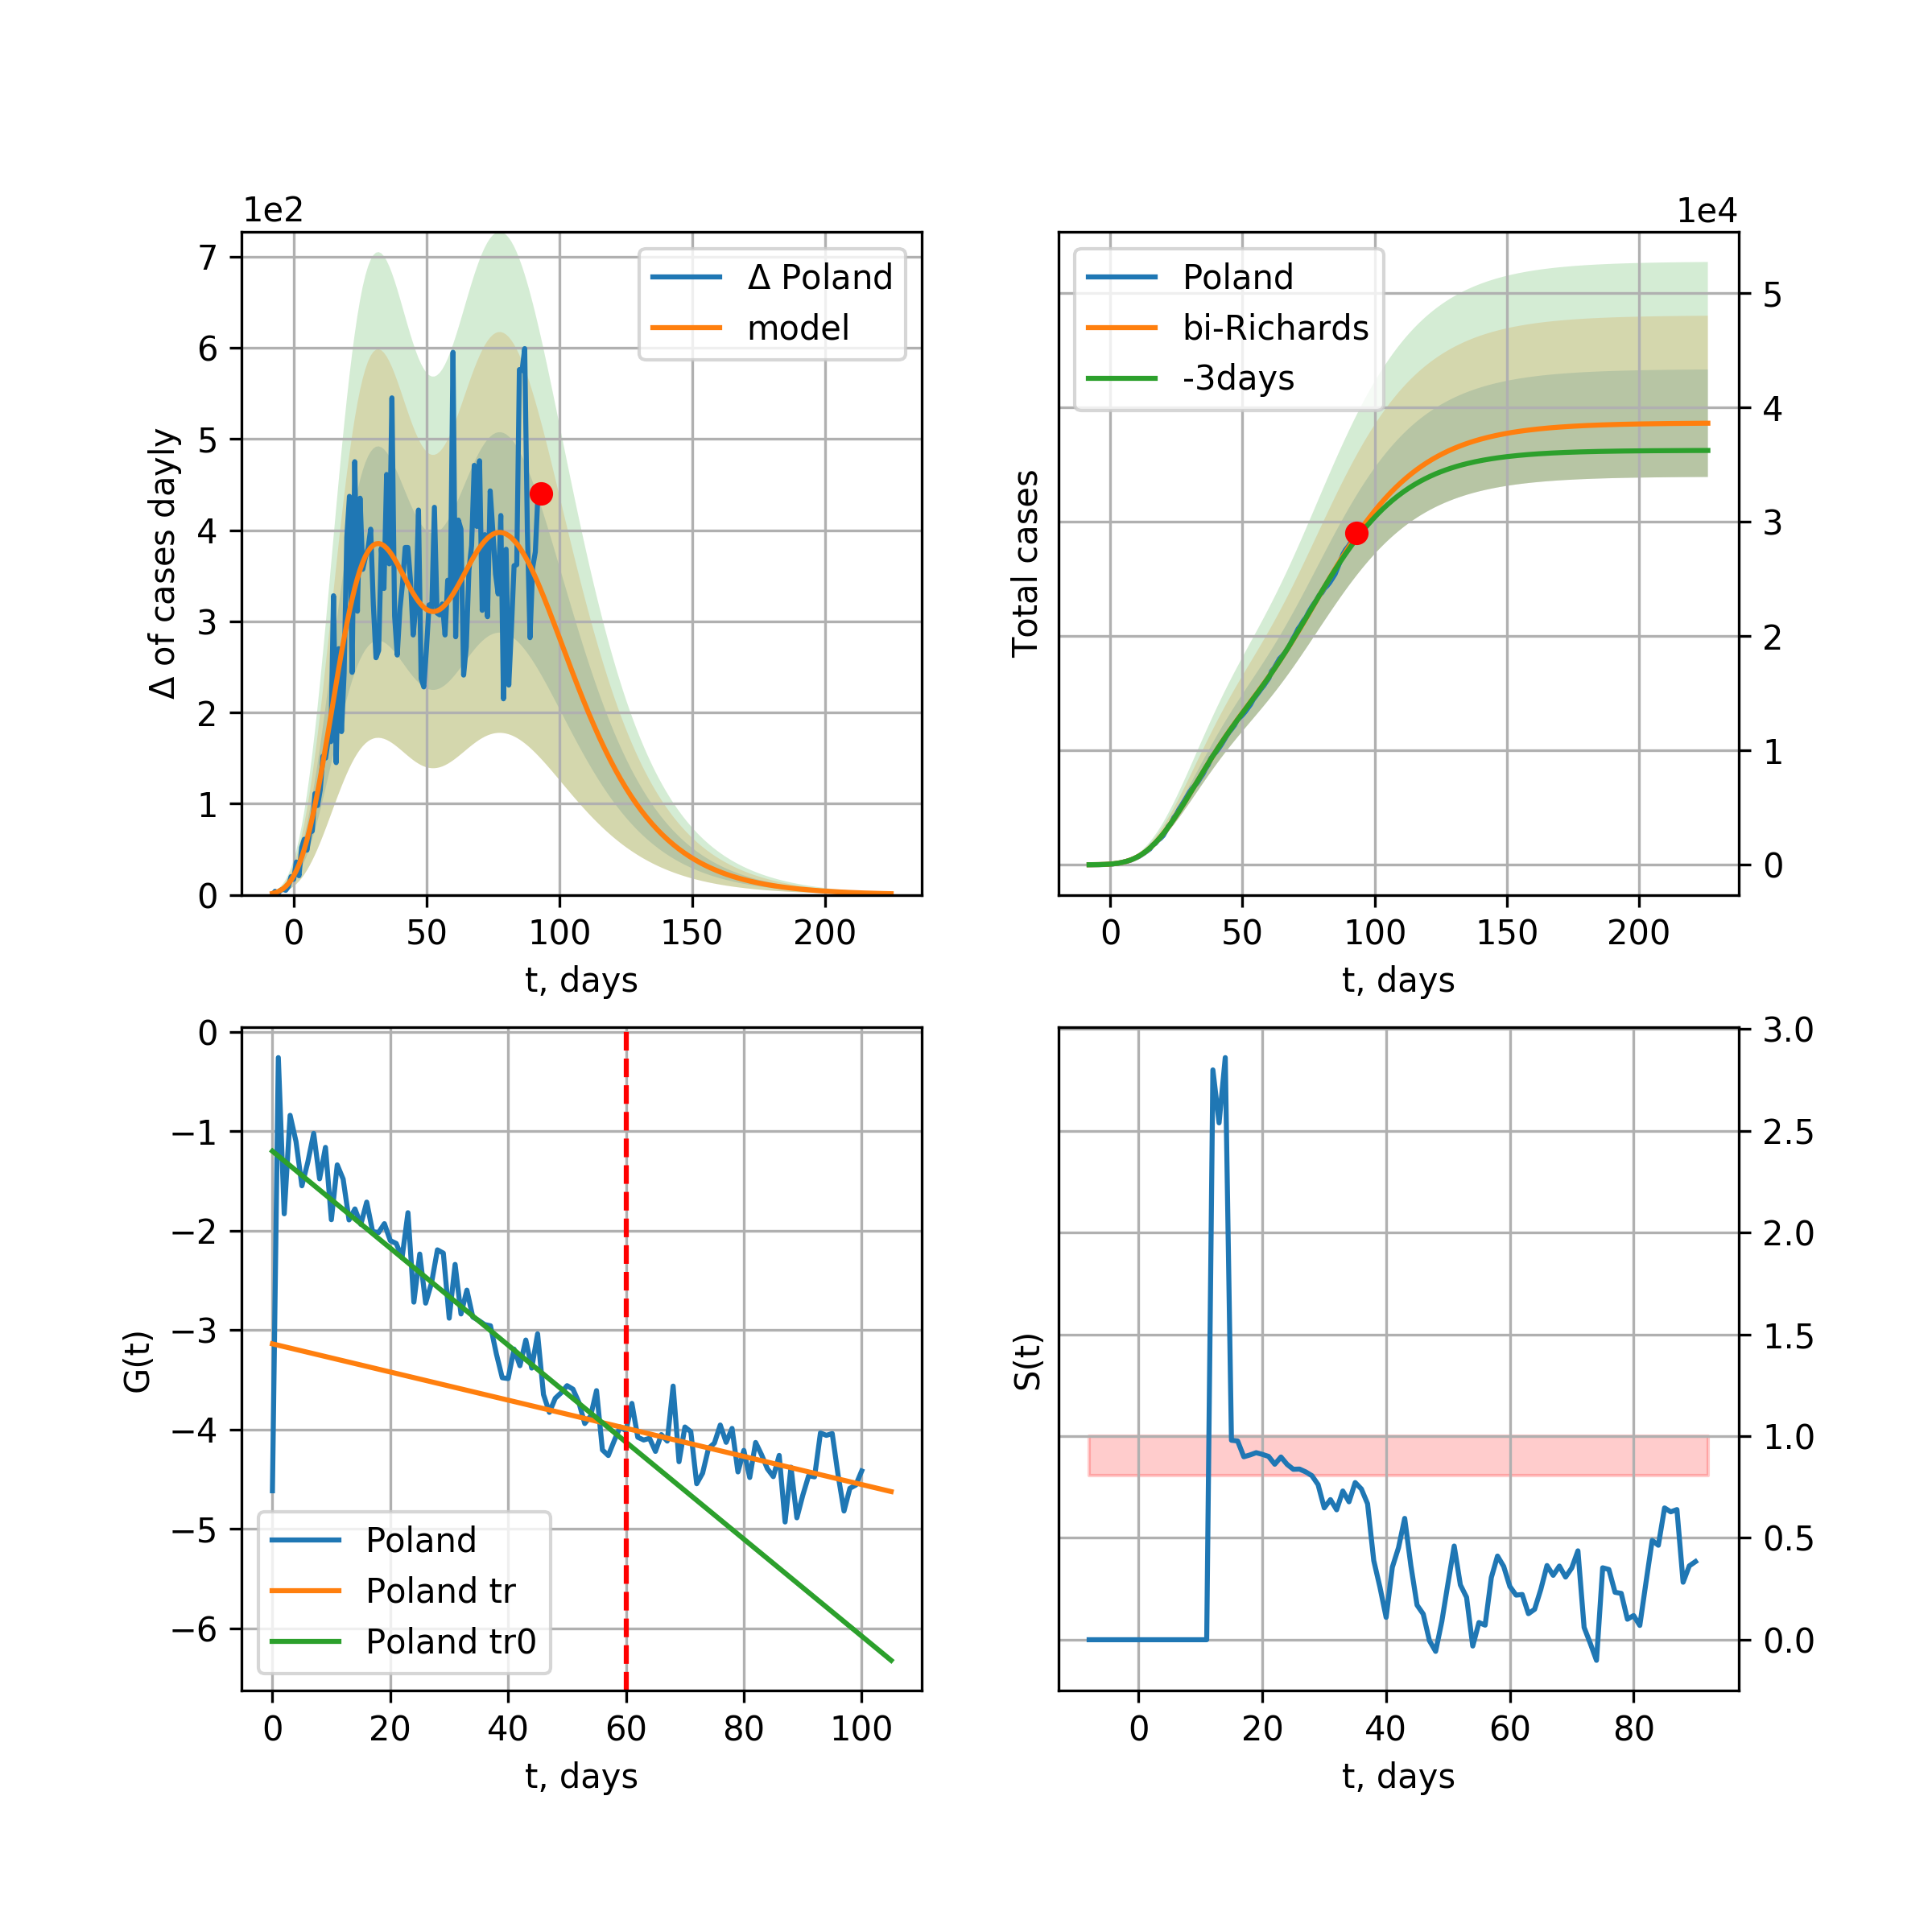 1e2
7
6
5
4
3
2
1
0
Δ of cases dayly
Δ Poland
model
0 50 100 150 200
t, days
1e4
Poland
bi-Richards
-3days
Total cases
5
4
3
2
1
0
0 50 100 150 200
t, days
0
−1
−2
−3
−4
−5
−6
G(t)
Poland
Poland tr
Poland tr0
0 20 40 60 80 100
t, days
S(t)
3.0
2.5
2.0
1.5
1.0
0.5
0.0
0 20 40 60 80
t, days